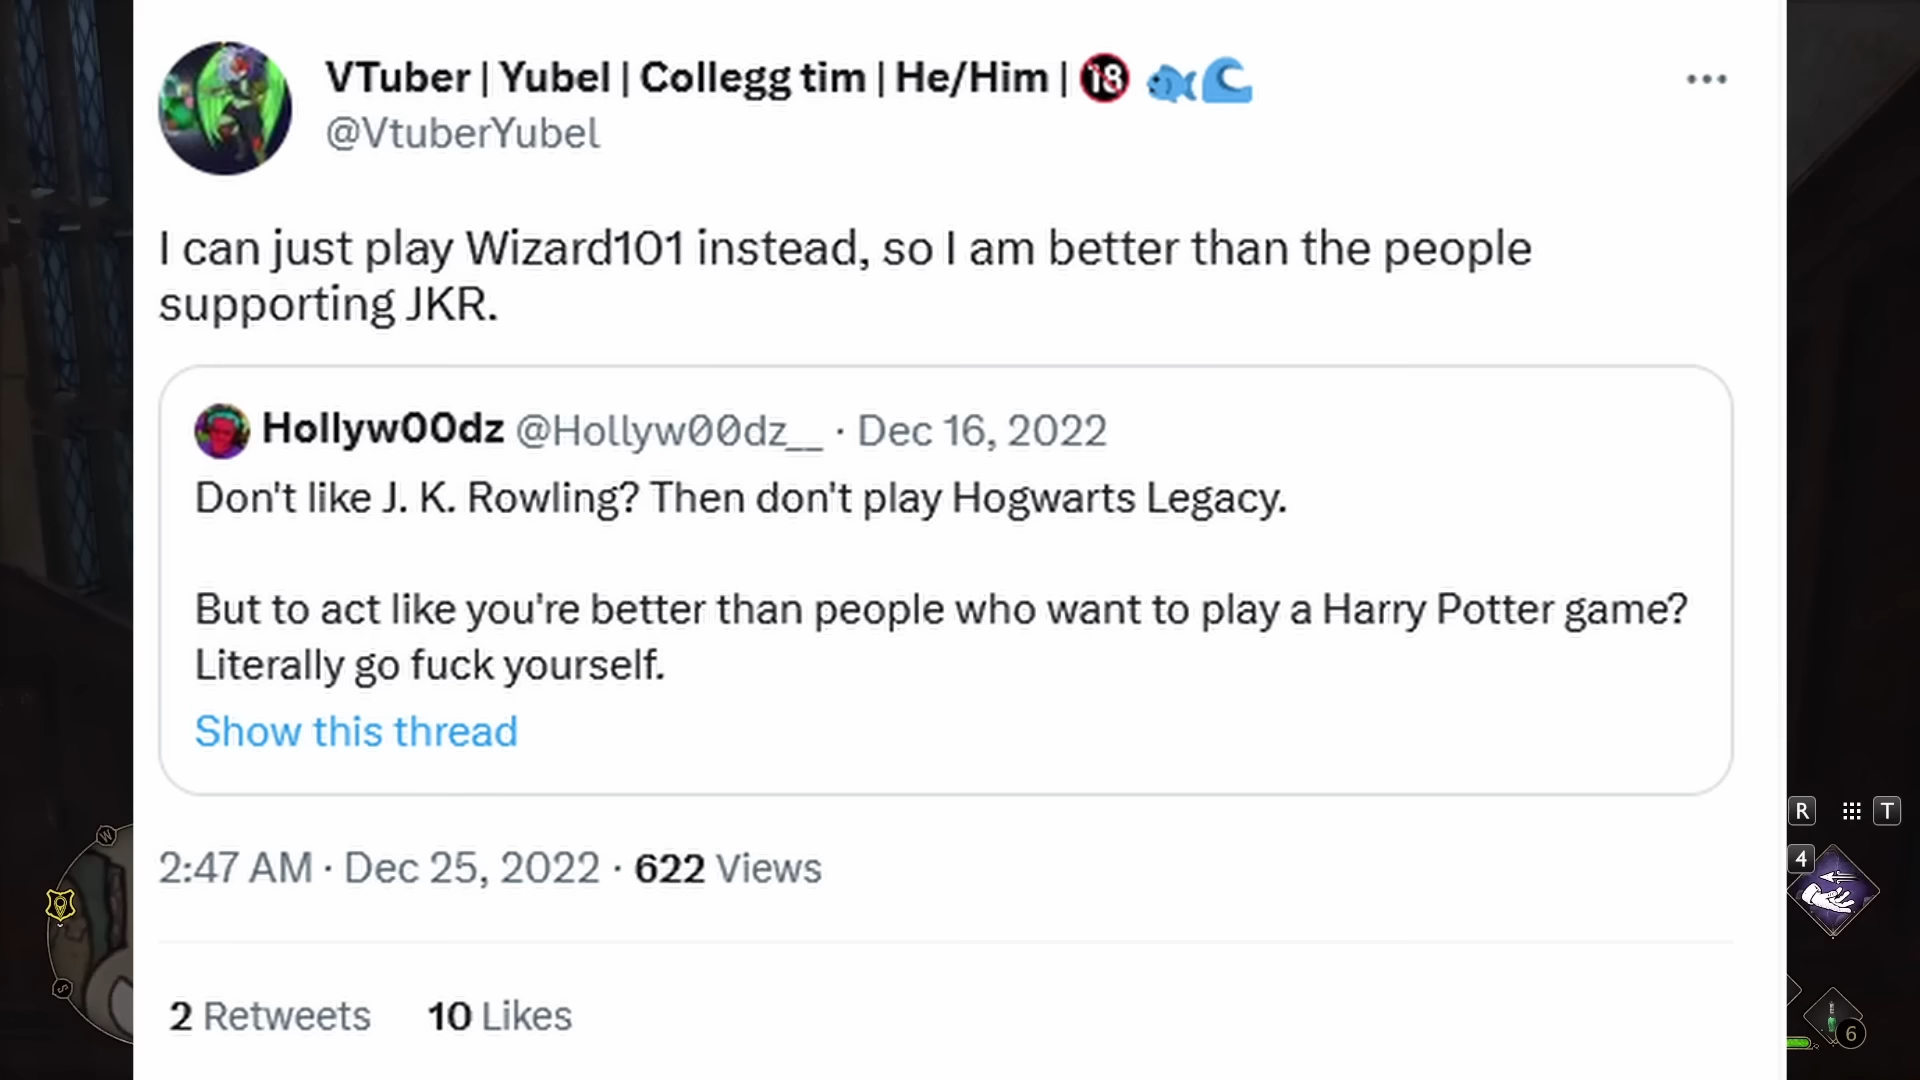 VTuber | Yubel | Collegg tim | He/Him | 🔞 🐟🌊
@VtuberYubel
I can just play Wizard101 instead, so I am better than the people
supporting JKR.
Hollyw00dz @Hollyw00dz__ · Dec 16, 2022
Don't like J. K. Rowling? Then don't play Hogwarts Legacy.
But to act like you're better than people who want to play a Harry Potter game?
Literally go fuck yourself.
Show this thread
2:47 AM · Dec 25, 2022 · 622 Views
2 Retweets 10 Likes
W
S
R T
4
6